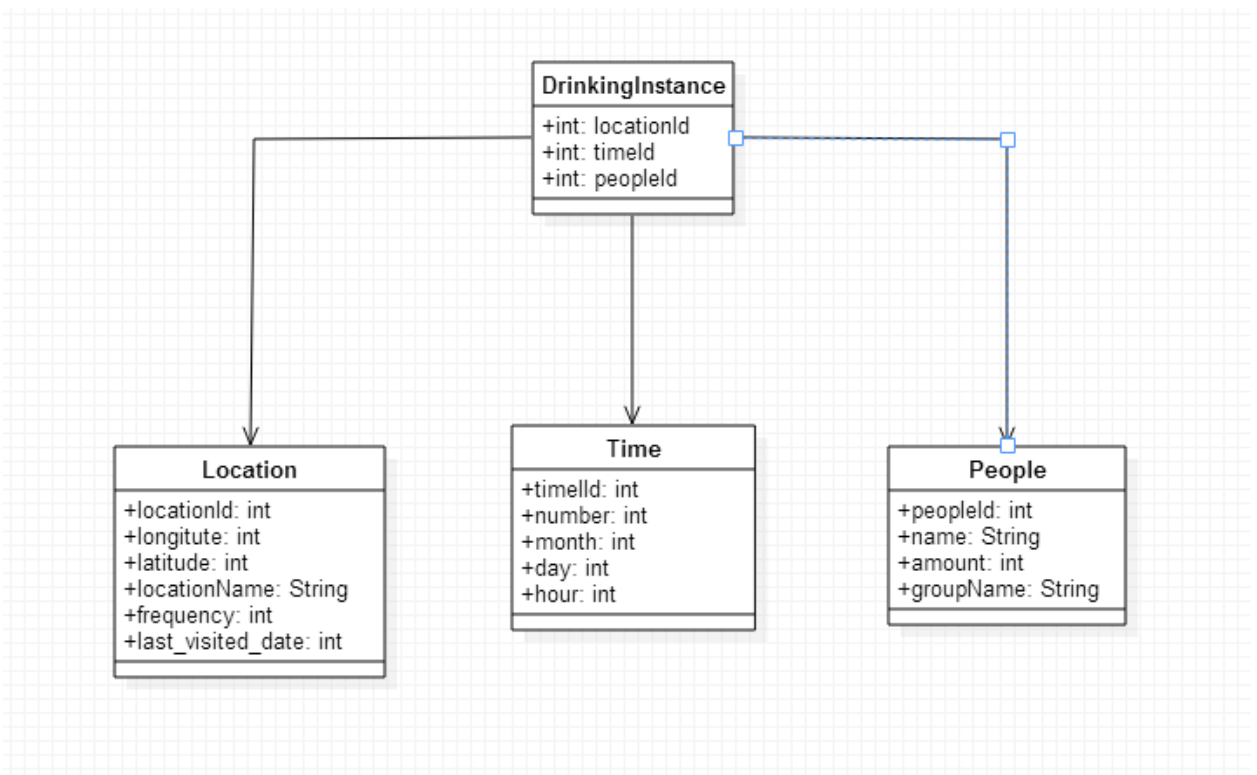 DrinkingInstance
+int: locationId
+int: timeId
+int: peopleId
Location
+locationId: int
+longitute: int
+latitude: int
+locationName: String
+frequency: int
+last_visited_date: int
Time
+timeIId: int
+number: int
+month: int
+day: int
+hour: int
People
+peopleId: int
+name: String
+amount: int
+groupName: String